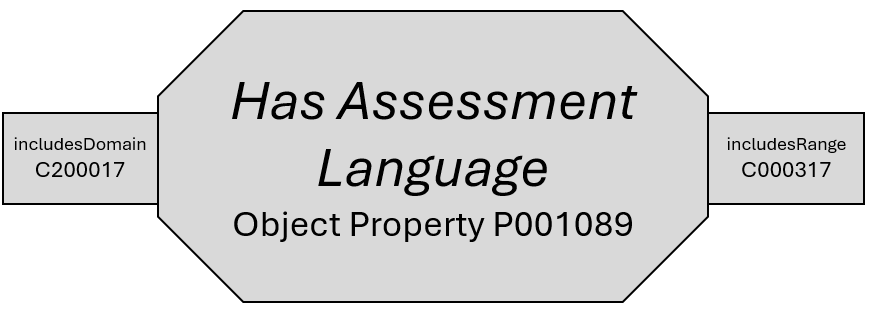 Has Assessment
Language
Object Property P001089
includesDomain
C200017
includesRange
C000317